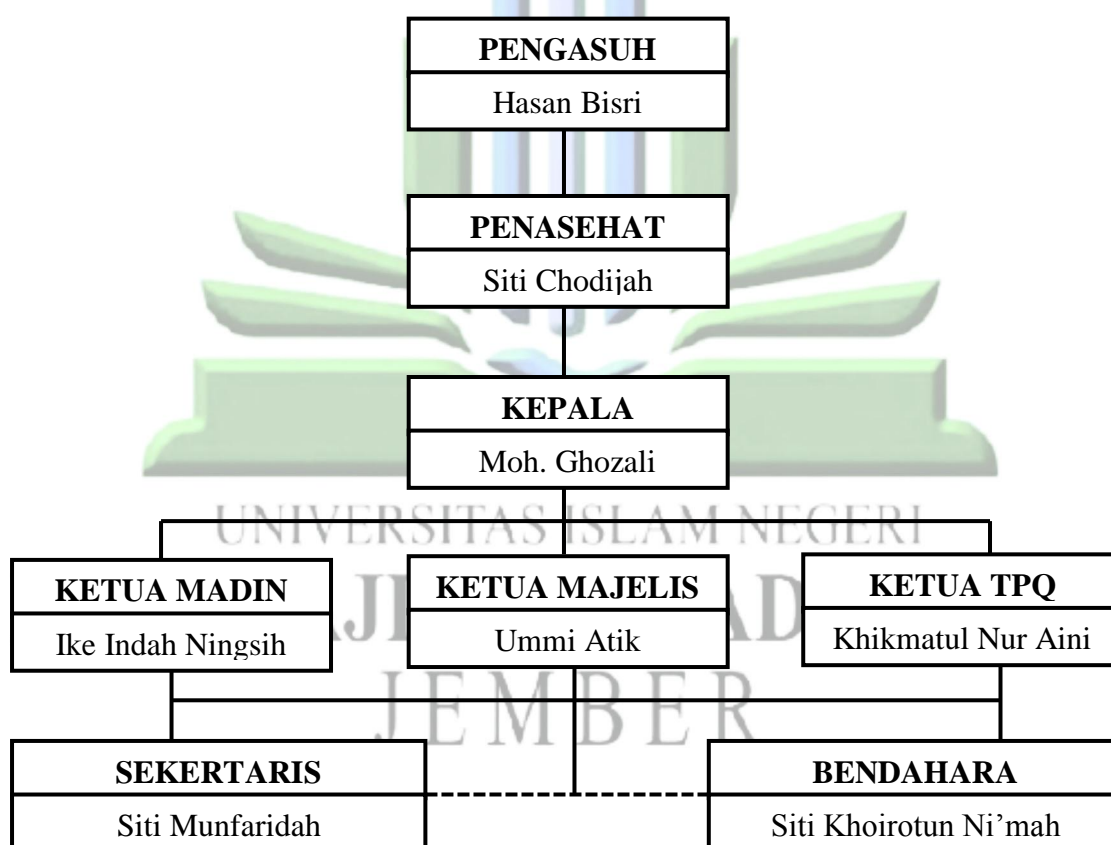 PENGASUH
Hasan Bisri
PENASEHAT
Siti Chodijah
KEPALA
Moh. Ghozali
UNIVERSITAS ISLAM NEGERI
KETUA MADIN
Ike Indah Ningsih
KETUA MAJELIS
Ummi Atik
KETUA TPQ
Khikmatul Nur Aini
JEMBER
SEKERTARIS
Siti Munfaridah
BENDAHARA
Siti Khoirotun Ni’mah